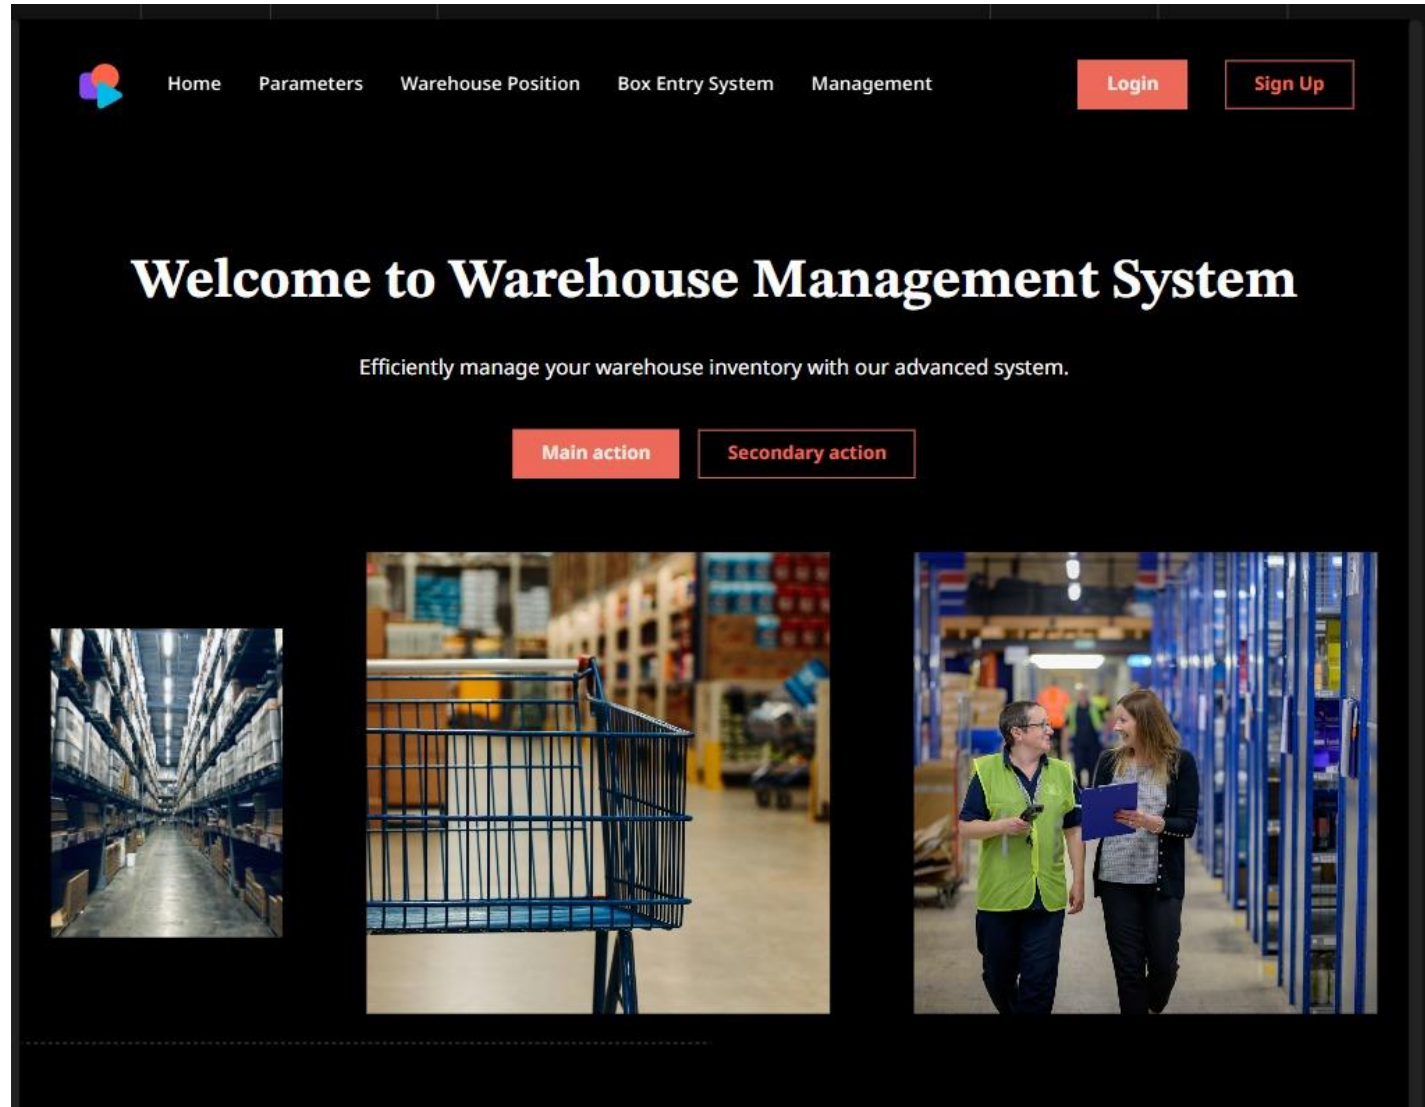 Home
Parameters
Warehouse Position
Box Entry System
Management
Login
Sign Up
Welcome to Warehouse Management System
Efficiently manage your warehouse inventory with our advanced system.
Main action
Secondary action